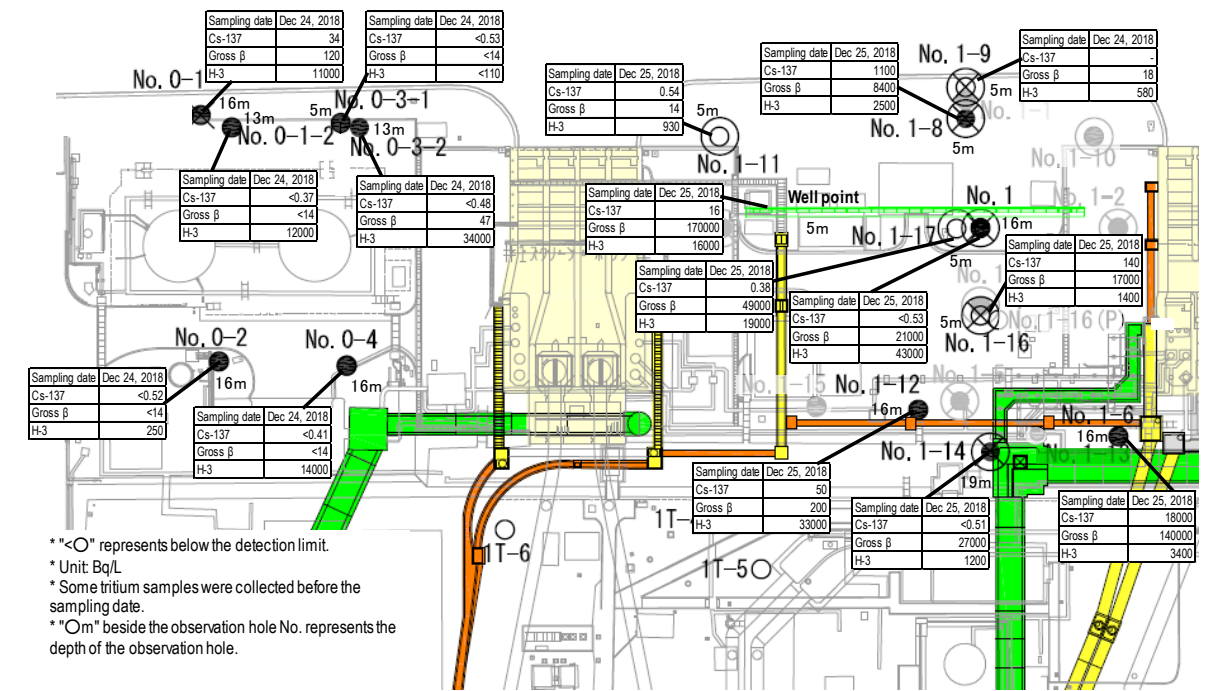 Sampling date Dec 24, 2018
Cs-137 34
Gross β 120
H-3 11000
Sampling date Dec 24, 2018
Cs-137 <0.53
Gross β <14
H-3 <110
No. 0-1
16m
13m
No. 0-1-2
5m
No. 0-3-1
13m
No. 0-3-2
Sampling date Dec 25, 2018
Cs-137 0.54
Gross β 14
H-3 930
5m
No. 1-11
Sampling date Dec 25, 2018
Cs-137 1100
Gross β 8400
H-3 2500
No. 1-9
5m
Sampling date Dec 24, 2018
Cs-137 -
Gross β 18
H-3 580
No. 1-8
5m
No. 1-1
No. 1-10
Sampling date Dec 24, 2018
Cs-137 <0.37
Gross β <14
H-3 12000
Sampling date Dec 24, 2018
Cs-137 <0.48
Gross β 47
H-3 34000
Sampling date Dec 25, 2018
Cs-137 16
Gross β 170000
H-3 16000
Well point
5m
No. 1
16m
No. 1-17
5m
No. 1-2
Sampling date Dec 25, 2018
Cs-137 0.38
Gross β 49000
H-3 19000
Sampling date Dec 25, 2018
Cs-137 <0.53
Gross β 21000
H-3 43000
Sampling date Dec 24, 2018
Cs-137 140
Gross β 17000
H-3 1400
5m
No. 1-16(P)
No. 1-16
No. 0-2
16m
No. 0-4
16m
Sampling date Dec 24, 2018
Cs-137 <0.52
Gross β <14
H-3 250
Sampling date Dec 24, 2018
Cs-137 <0.41
Gross β <14
H-3 14000
No. 1-15
No. 1-12
16m
No. 1-6
16m
No. 1-14
19m
No. 1-13
Sampling date Dec 25, 2018
Cs-137 50
Gross β 200
H-3 33000
Sampling date Dec 25, 2018
Cs-137 <0.51
Gross β 27000
H-3 1200
Sampling date Dec 25, 2018
Cs-137 18000
Gross β 140000
H-3 3400
1T-6
1T-5
* "<○" represents below the detection limit.
* Unit: Bq/L
* Some tritium samples were collected before the
sampling date.
* "○m" beside the observation hole No. represents the
depth of the observation hole.